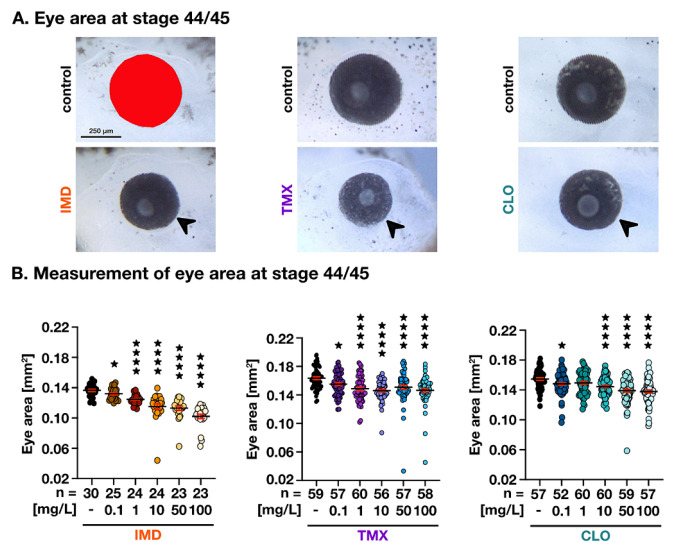 A. Eye area at stage 44/45
control
control
control
250 µm
IMD
TMX
CLO
B. Measurement of eye area at stage 44/45
Eye area [mm²]
0.22
0.18
0.14
0.10
0.06
0.02
★ ★★★★ ★★★★ ★★★★ ★★★★
n = 30 25 24 24 23 23
[mg/L] - 0.1 1 10 50 100
IMD
Eye area [mm²]
0.22
0.18
0.14
0.10
0.06
0.02
★ ★★★★ ★★★★ ★★★★ ★★★★
n = 59 57 60 56 57 58
[mg/L] - 0.1 1 10 50 100
TMX
Eye area [mm²]
0.22
0.18
0.14
0.10
0.06
0.02
★ ★★★★ ★★★★ ★★★★
n = 57 52 60 60 59 57
[mg/L] - 0.1 1 10 50 100
CLO